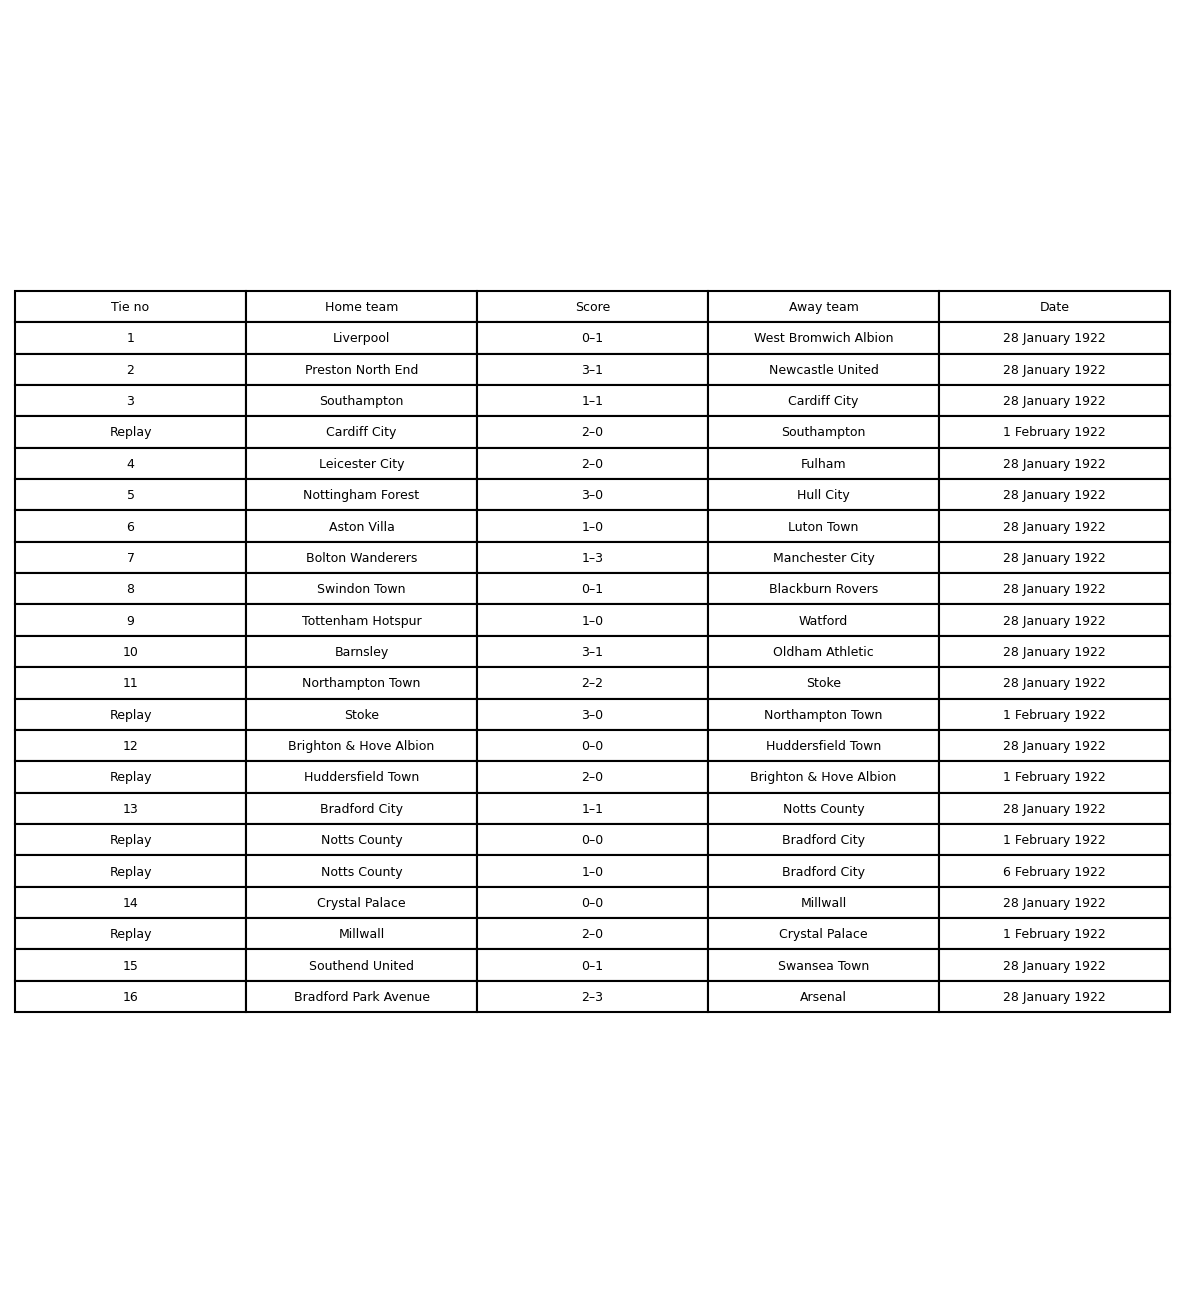 Tie no Home team Score Away team Date
1 Liverpool 0–1 West Bromwich Albion 28 January 1922
2 Preston North End 3–1 Newcastle United 28 January 1922
3 Southampton 1–1 Cardiff City 28 January 1922
Replay Cardiff City 2–0 Southampton 1 February 1922
4 Leicester City 2–0 Fulham 28 January 1922
5 Nottingham Forest 3–0 Hull City 28 January 1922
6 Aston Villa 1–0 Luton Town 28 January 1922
7 Bolton Wanderers 1–3 Manchester City 28 January 1922
8 Swindon Town 0–1 Blackburn Rovers 28 January 1922
9 Tottenham Hotspur 1–0 Watford 28 January 1922
10 Barnsley 3–1 Oldham Athletic 28 January 1922
11 Northampton Town 2–2 Stoke 28 January 1922
Replay Stoke 3–0 Northampton Town 1 February 1922
12 Brighton & Hove Albion 0–0 Huddersfield Town 28 January 1922
Replay Huddersfield Town 2–0 Brighton & Hove Albion 1 February 1922
13 Bradford City 1–1 Notts County 28 January 1922
Replay Notts County 0–0 Bradford City 1 February 1922
Replay Notts County 1–0 Bradford City 6 February 1922
14 Crystal Palace 0–0 Millwall 28 January 1922
Replay Millwall 2–0 Crystal Palace 1 February 1922
15 Southend United 0–1 Swansea Town 28 January 1922
16 Bradford Park Avenue 2–3 Arsenal 28 January 1922